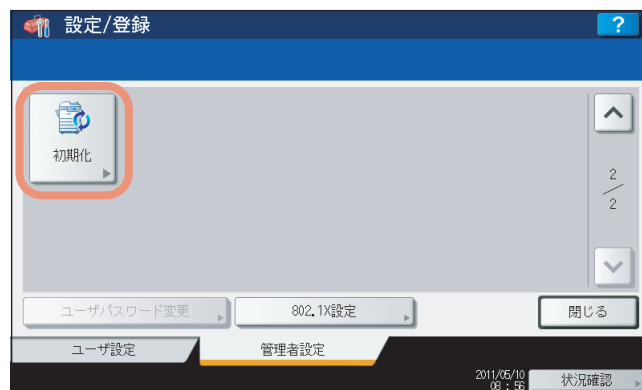 設定/登録
?
初期化
2
2
ユーザパスワード変更
802.1X設定
閉じる
ユーザ設定
管理者設定
2011/05/10
08:56
状況確認